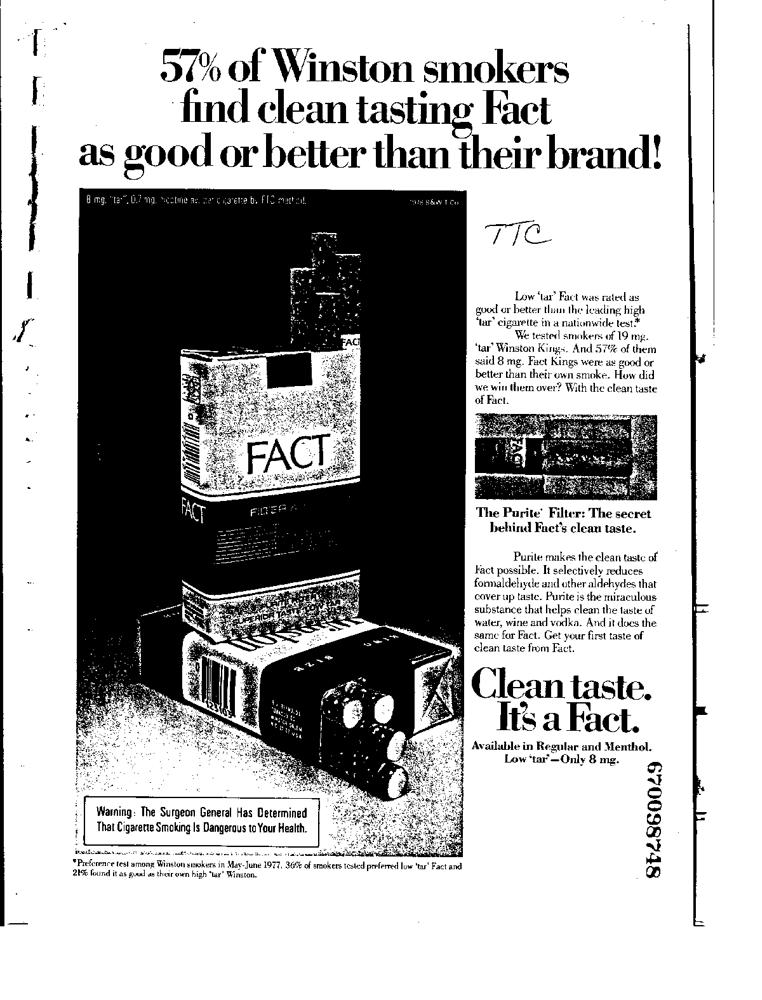 57% of Winston smokers
find clean tasting Fact
as good or better than their brand!
8 mg. "tar", 0.7 mg. nicotine av. per cigarette by FTC method.
1978 B&W T Co.
TTC
Low 'tar' Fact was rated as
good or better than the leading high
'tar' cigarette in a nationwide test.*
We tested smokers of 19 mg.
'tar' Winston Kings. And 57% of them
said 8 mg. Fact Kings were as good or
better than their own smoke. How did
we win them over? With the clean taste
of Fact.
FACT
FACT
FACT
FILTER
SUPERIOR TASTE LOW TAR
The Purite® Filter: The secret
behind Fact's clean taste.
Purite makes the clean taste of
Fact possible. It selectively reduces
formaldehyde and other aldehydes that
cover up taste. Purite is the miraculous
substance that helps clean the taste of
water, wine and vodka. And it does the
same for Fact. Get your first taste of
clean taste from Fact.
Clean taste.
It's a Fact.
Available in Regular and Menthol.
Low 'tar'—Only 8 mg.
Warning: The Surgeon General Has Determined
That Cigarette Smoking Is Dangerous to Your Health.
*Preference test among Winston smokers in May-June 1977. 36% of smokers tested preferred low 'tar' Fact and
21% found it as good as their own high 'tar' Winston.
670098748